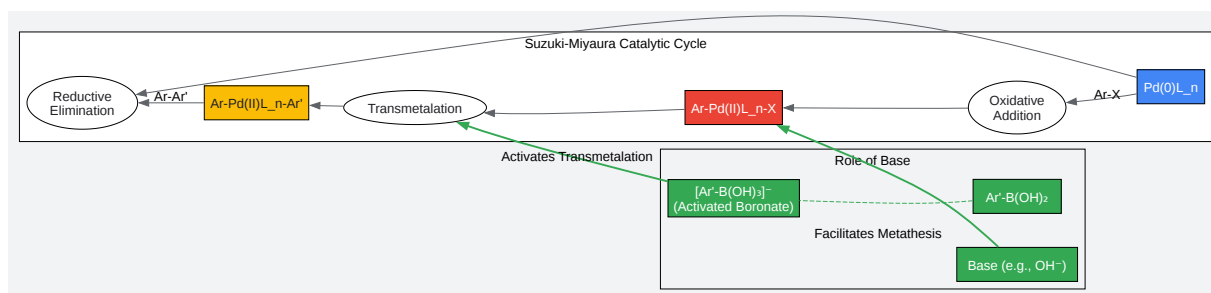 Suzuki-Miyaura Catalytic Cycle
Reductive
Elimination
Ar-Ar'
Ar-Pd(II)L_n-Ar'
Transmetalation
Ar-Pd(II)L_n-X
Oxidative
Addition
Ar-X
Pd(0)L_n
Activates Transmetalation
Role of Base
[Ar'-B(OH)₃]⁻
(Activated Boronate)
Ar'-B(OH)₂
Facilitates Metathesis
Base (e.g., OH⁻)